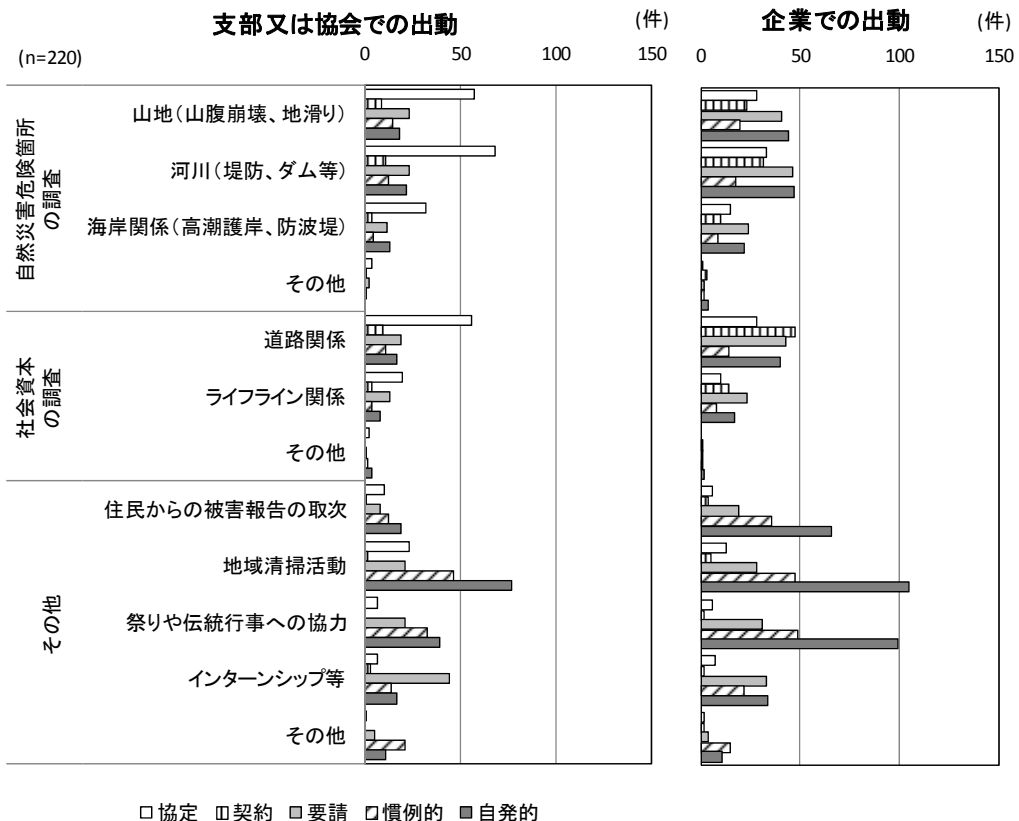 支部又は協会での出動
(件)
企業での出動
(件)
(n=220)
0 50 100 150
0 50 100 150
自然災害危険箇所
の調査
山地(山腹崩壊、地滑り)
河川(堤防、ダム等)
海岸関係(高潮護岸、防波堤)
その他
社会資本
の調査
道路関係
ライフライン関係
その他
その他
住民からの被害報告の取次
地域清掃活動
祭りや伝統行事への協力
インターンシップ等
その他
協定 契約 要請 慣例的 自発的